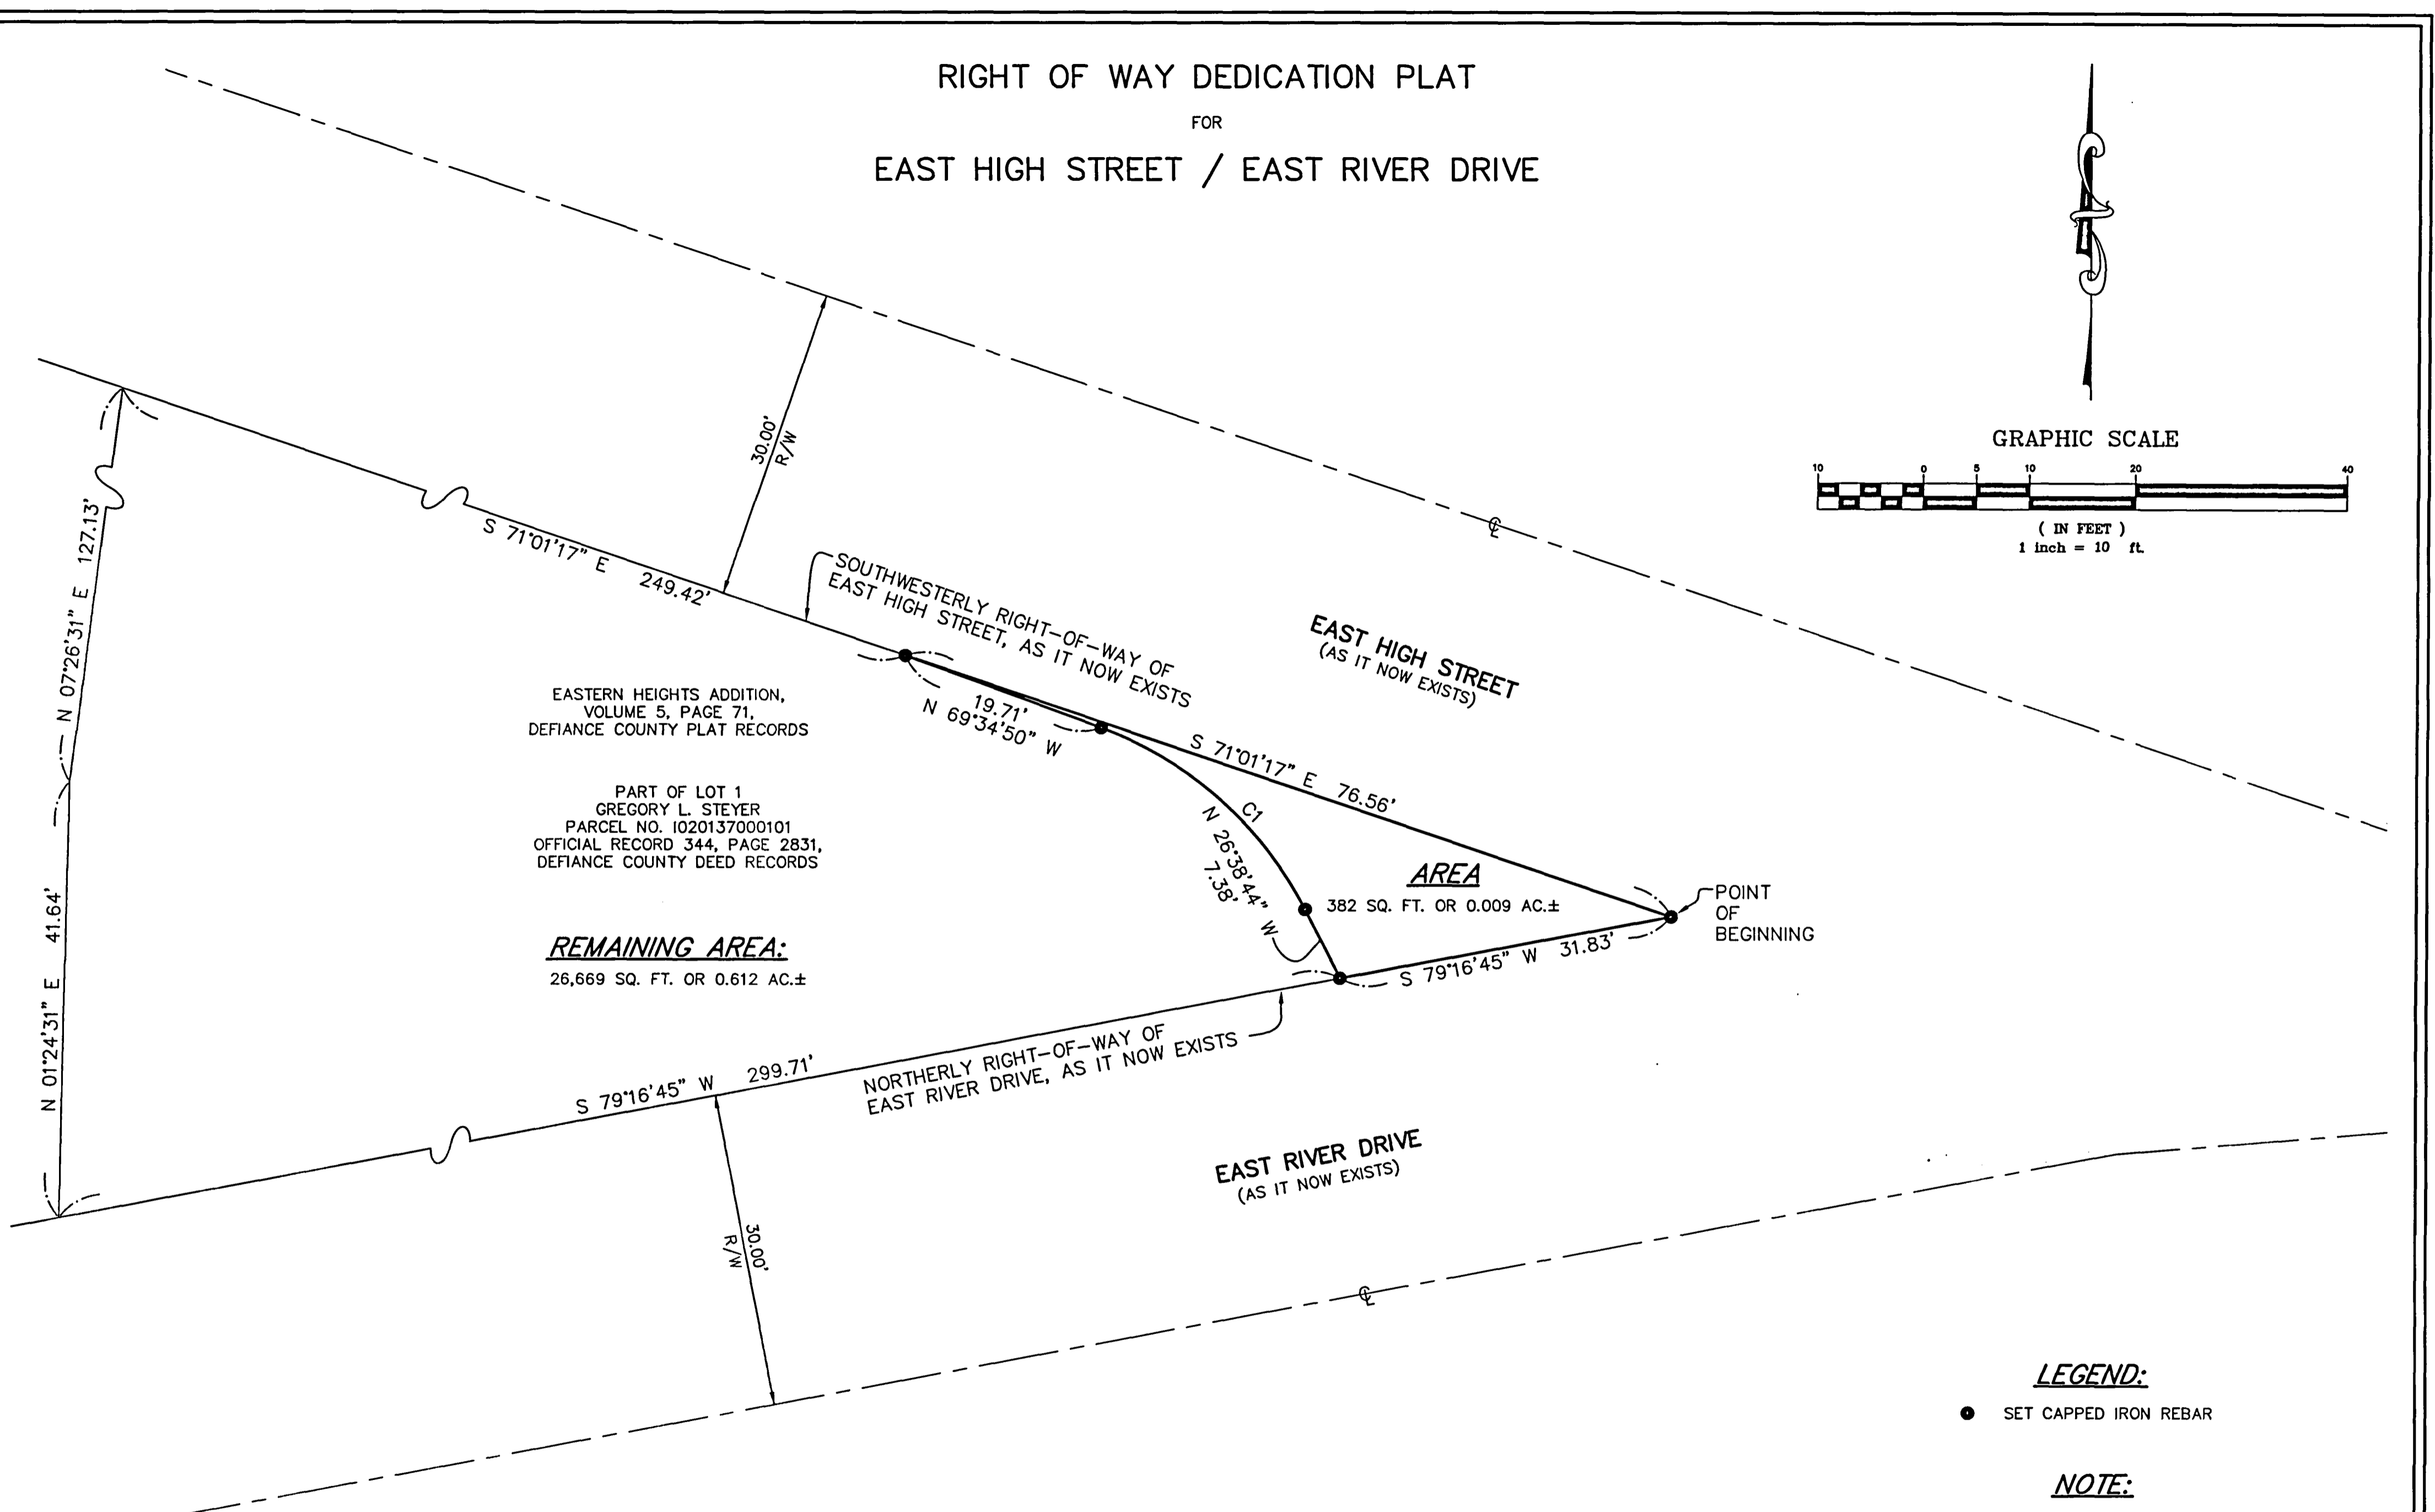 RIGHT OF WAY DEDICATION PLAT
FOR
EAST HIGH STREET / EAST RIVER DRIVE
GRAPHIC SCALE
10 0 5 10 20 40
( IN FEET )
1 inch = 10 ft.
30.00'
R/W
N 07°26'31" E 127.13'
S 71°01'17" E 249.42'
SOUTHWESTERLY RIGHT-OF-WAY OF
EAST HIGH STREET, AS IT NOW EXISTS
EAST HIGH STREET
(AS IT NOW EXISTS)
19.71'
N 69°34'50" W
S 71°01'17" E 76.56'
C1
N 26°38'44" W
7.38'
EASTERN HEIGHTS ADDITION,
VOLUME 5, PAGE 71,
DEFIANCE COUNTY PLAT RECORDS
PART OF LOT 1
GREGORY L. STEYER
PARCEL NO. I020137000101
OFFICIAL RECORD 344, PAGE 2831,
DEFIANCE COUNTY DEED RECORDS
AREA
382 SQ. FT. OR 0.009 AC.±
POINT
OF
BEGINNING
S 79°16'45" W 31.83'
N 01°24'31" E 41.64'
REMAINING AREA:
26,669 SQ. FT. OR 0.612 AC.±
S 79°16'45" W 299.71'
NORTHERLY RIGHT-OF-WAY OF
EAST RIVER DRIVE, AS IT NOW EXISTS
EAST RIVER DRIVE
(AS IT NOW EXISTS)
30.00'
R/W
LEGEND:
SET CAPPED IRON REBAR
NOTE: